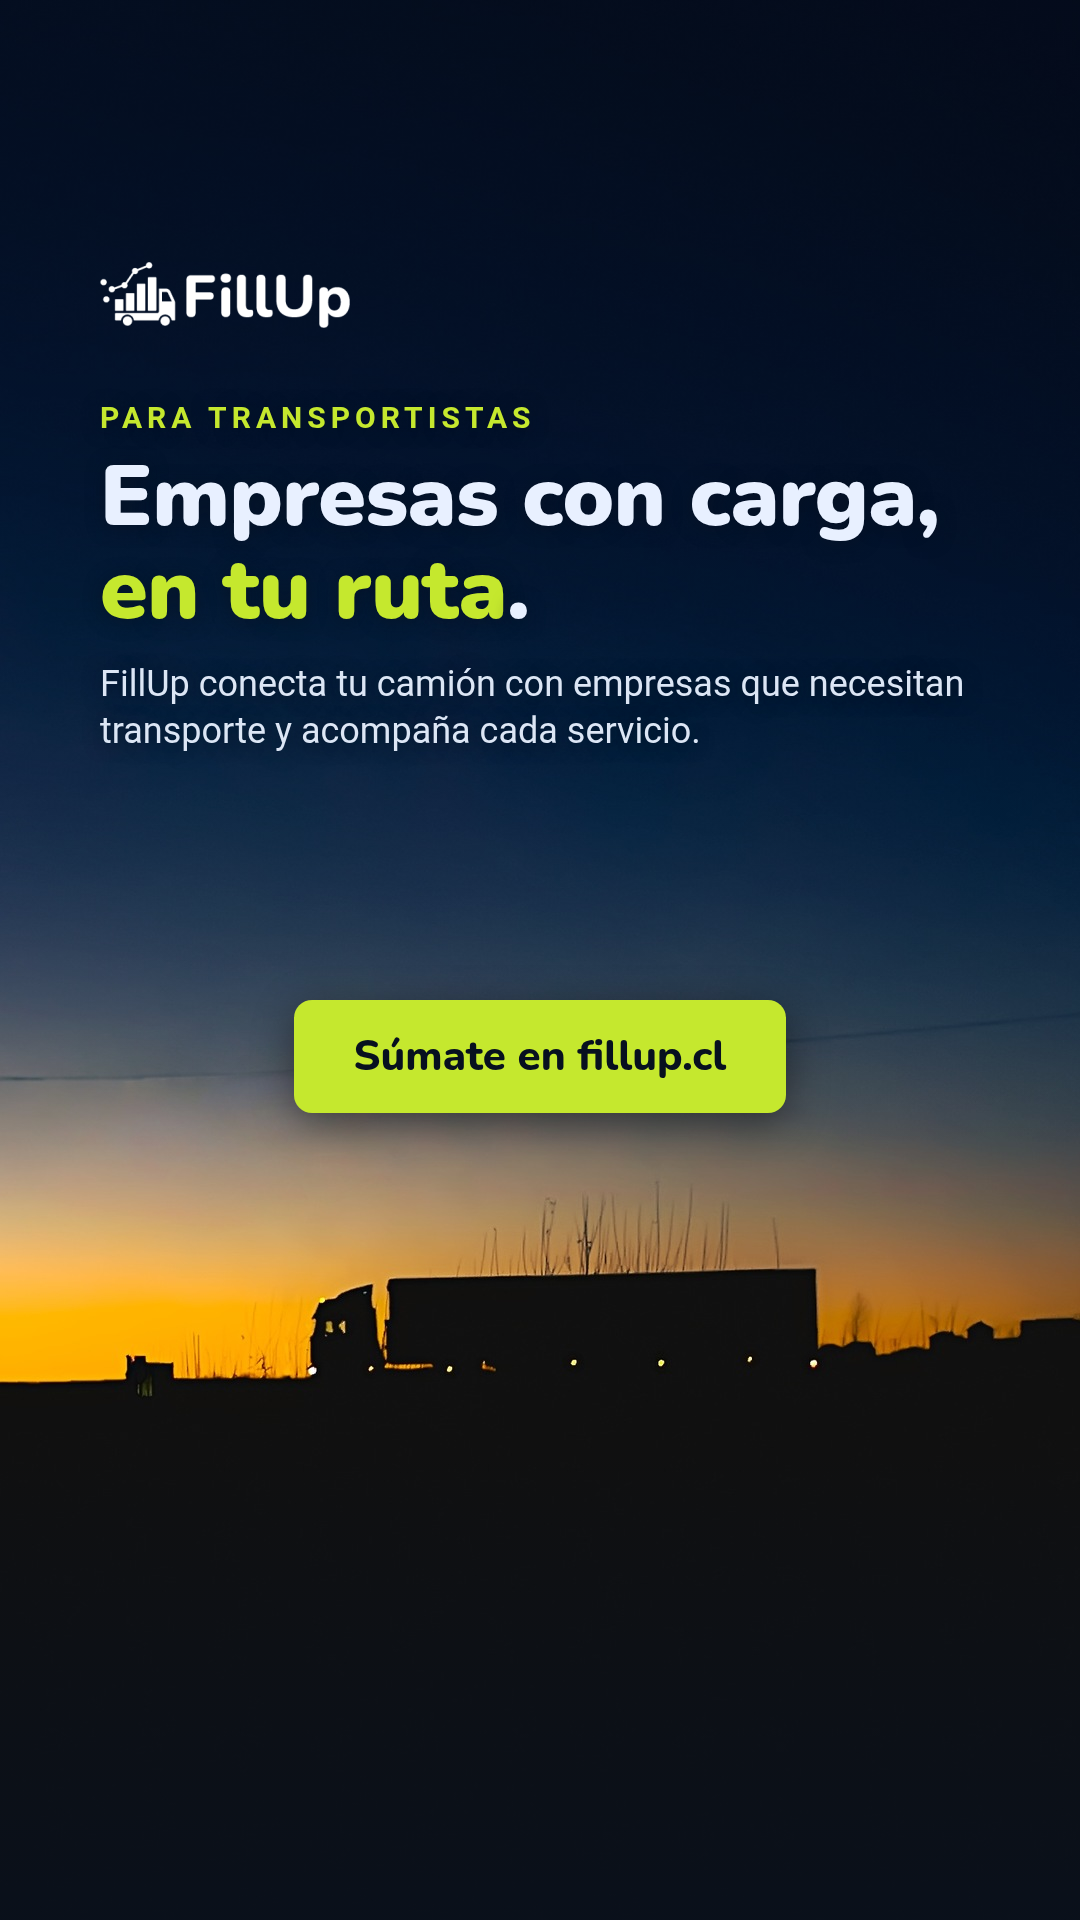 FillUp
PARA TRANSPORTISTAS
Empresas con carga,
en tu ruta.
FillUp conecta tu camión con empresas que necesitan
transporte y acompaña cada servicio.
Súmate en fillup.cl